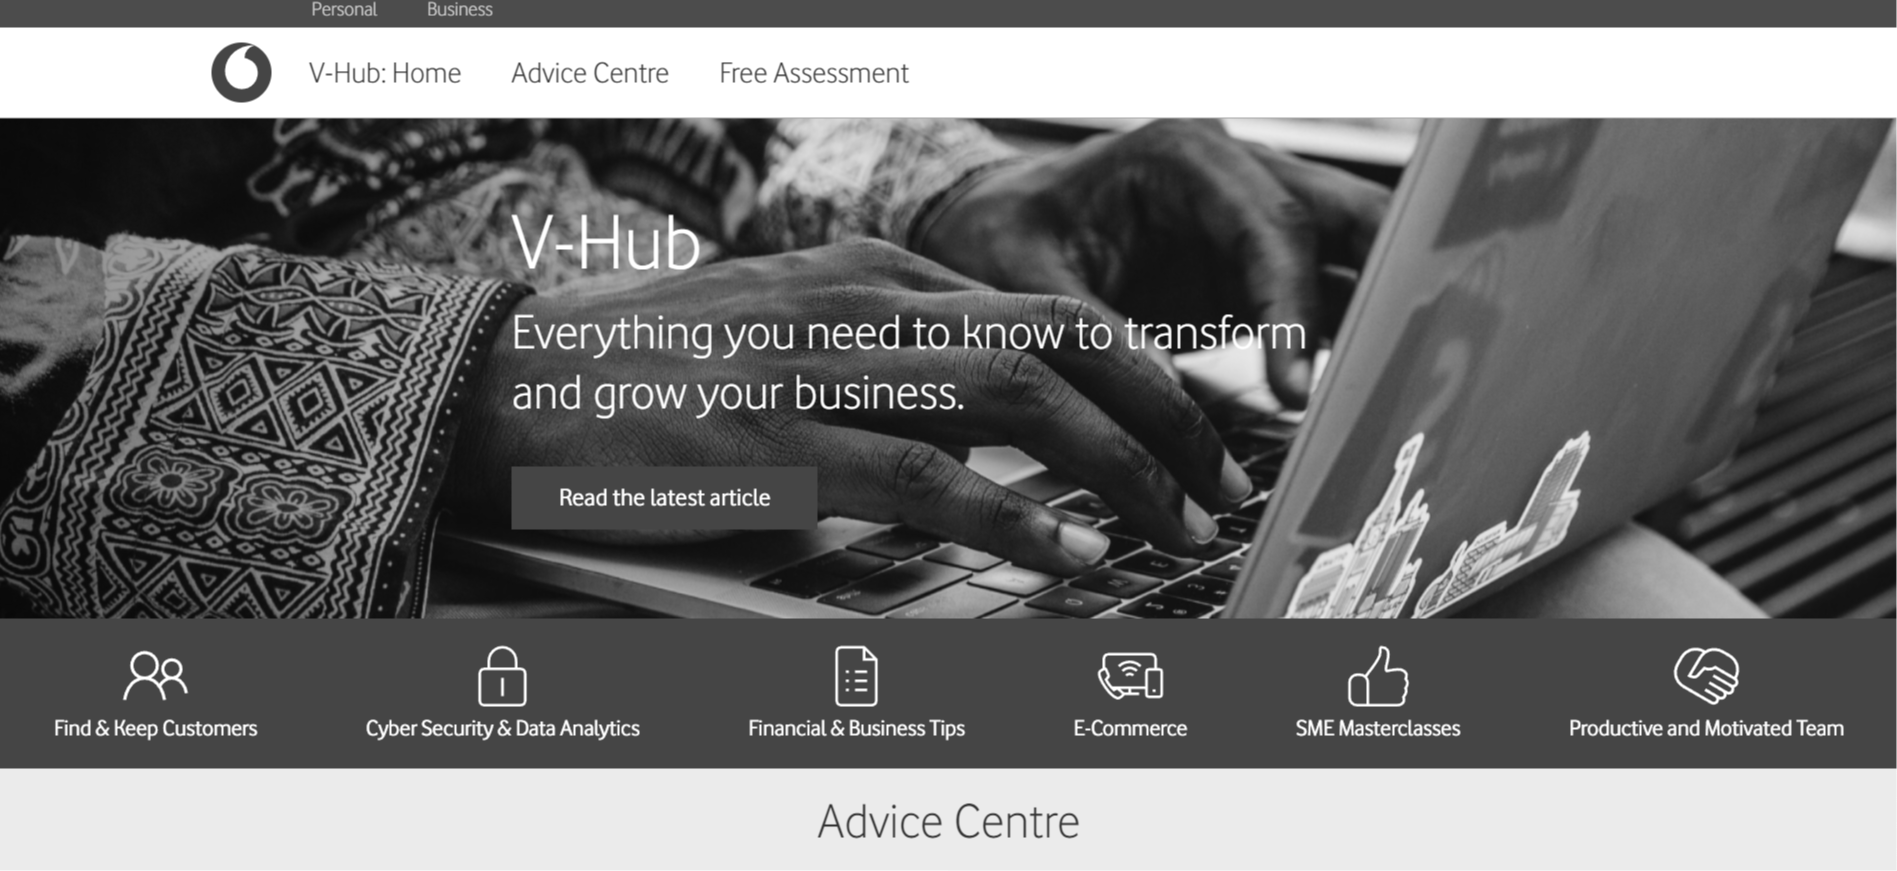 Personal Business
V-Hub: Home Advice Centre Free Assessment
V-Hub
Everything you need to know to transform
and grow your business.
Read the latest article
Find & Keep Customers Cyber Security & Data Analytics Financial & Business Tips E-Commerce SME Masterclasses Productive and Motivated Team
Advice Centre